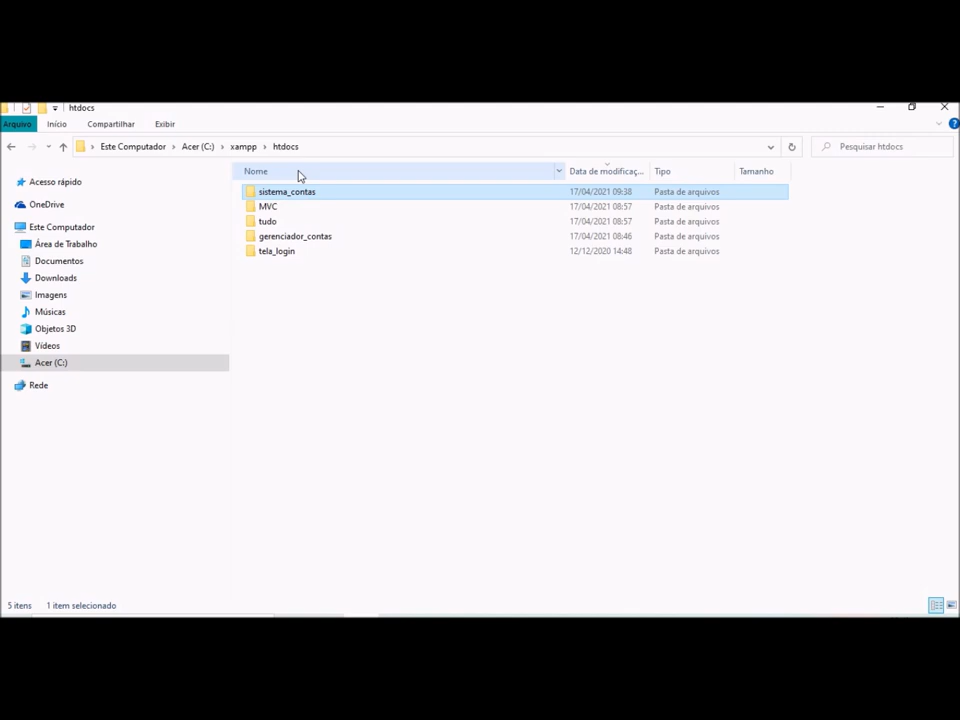 htdocs
Arquivo Início Compartilhar Exibir
Este Computador > Acer (C:) > xampp > htdocs Pesquisar htdocs
Nome Data de modificaç... Tipo Tamanho
Acesso rápido
OneDrive
Este Computador
Área de Trabalho
Documentos
Downloads
Imagens
Músicas
Objetos 3D
Vídeos
Acer (C:)
Rede
sistema_contas 17/04/2021 09:38 Pasta de arquivos
MVC 17/04/2021 08:57 Pasta de arquivos
tudo 17/04/2021 08:57 Pasta de arquivos
gerenciador_contas 17/04/2021 08:46 Pasta de arquivos
tela_login 12/12/2020 14:48 Pasta de arquivos
5 itens 1 item selecionado